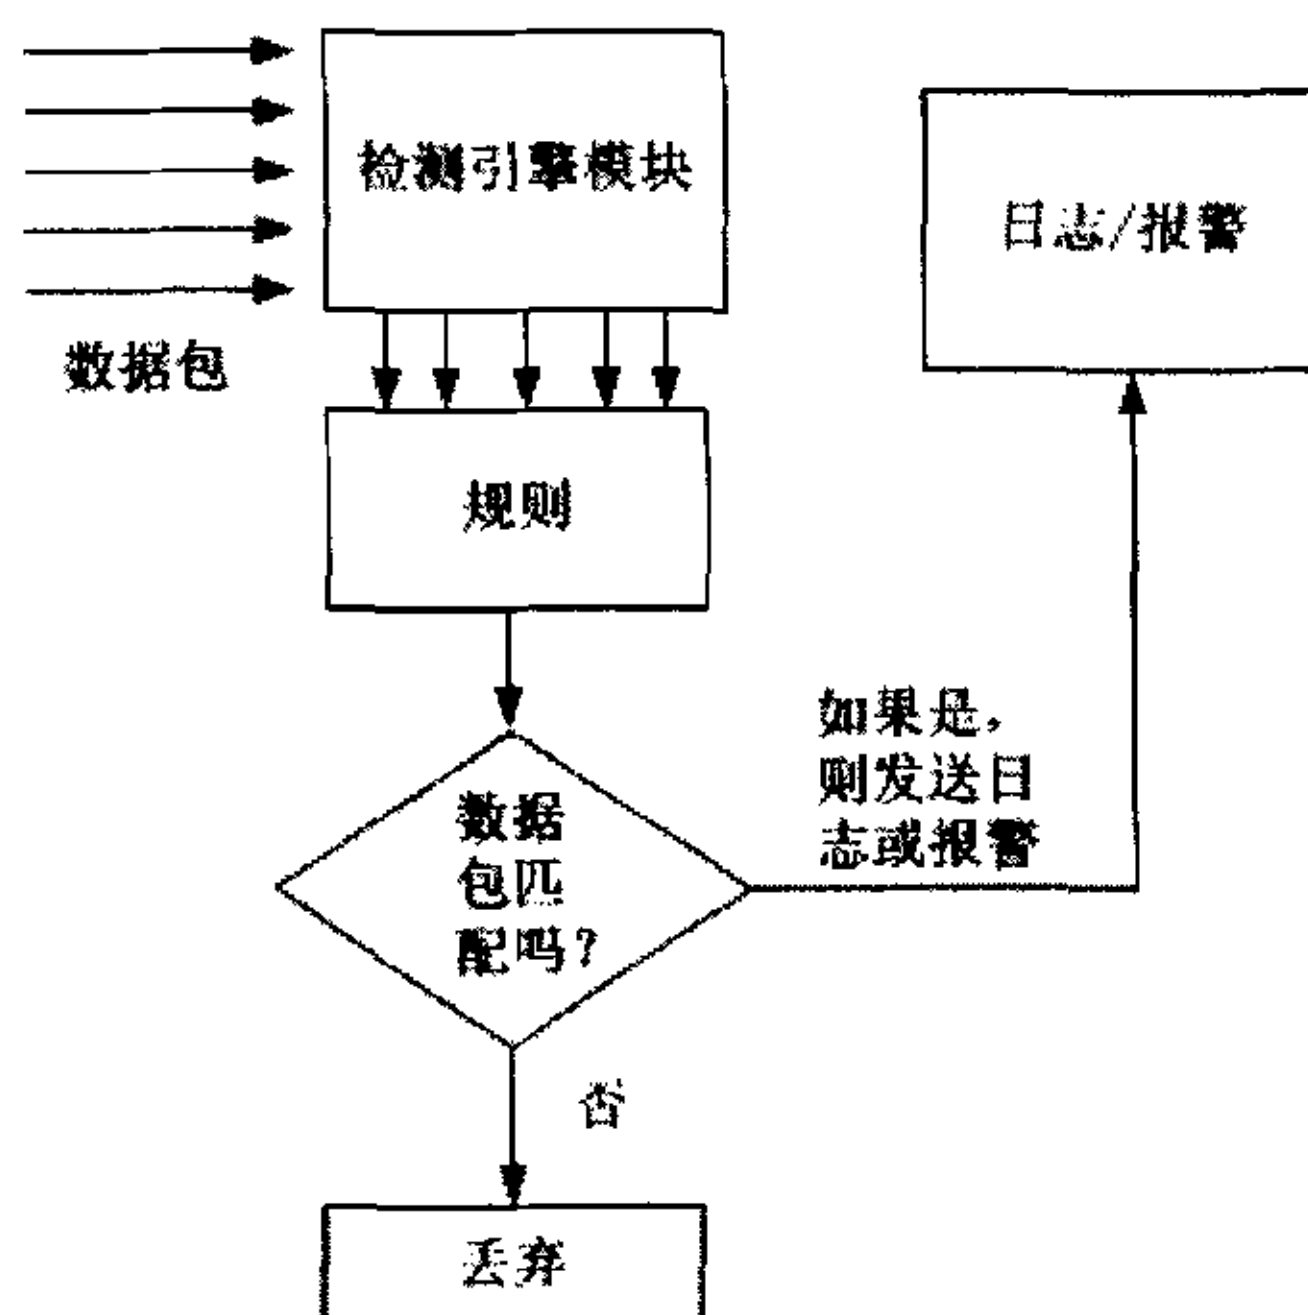 检测引擎模块
日志/报警
数据包
规则
如果是，
则发送日
志或报警
数据
包匹
配吗？
否
丢弃